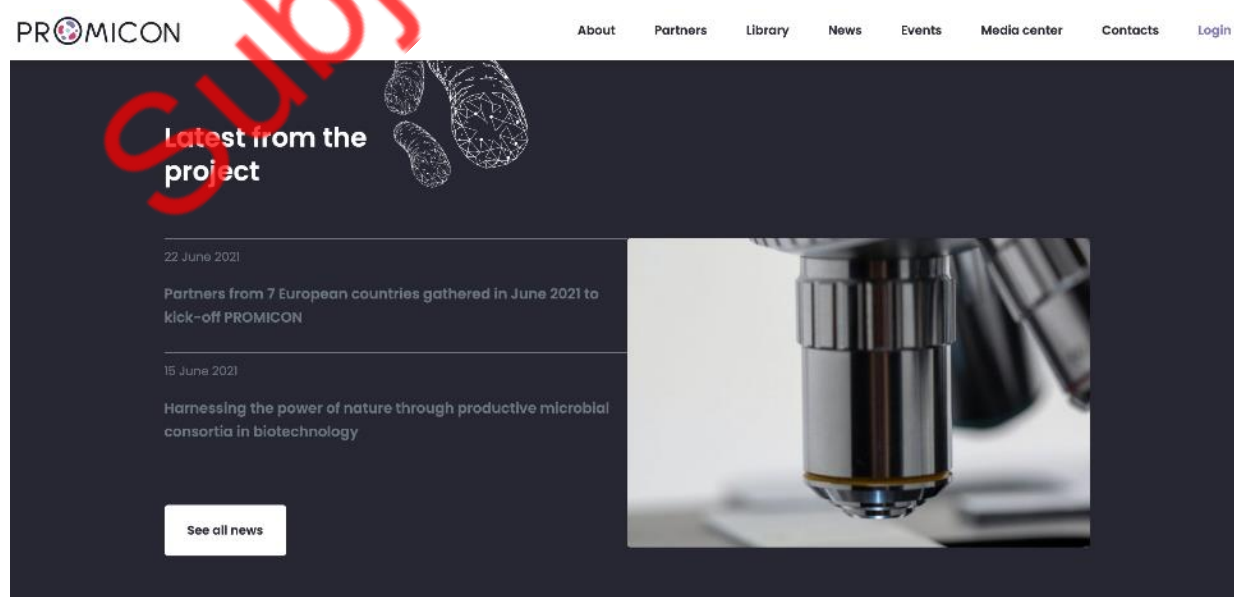 PROMICON
About Partners Library News Events Media center Contacts Login
Latest from the
project
22 June 2021
Partners from 7 European countries gathered in June 2021 to
kick-off PROMICON
15 June 2021
Harnessing the power of nature through productive microbial
consortia in biotechnology
See all news